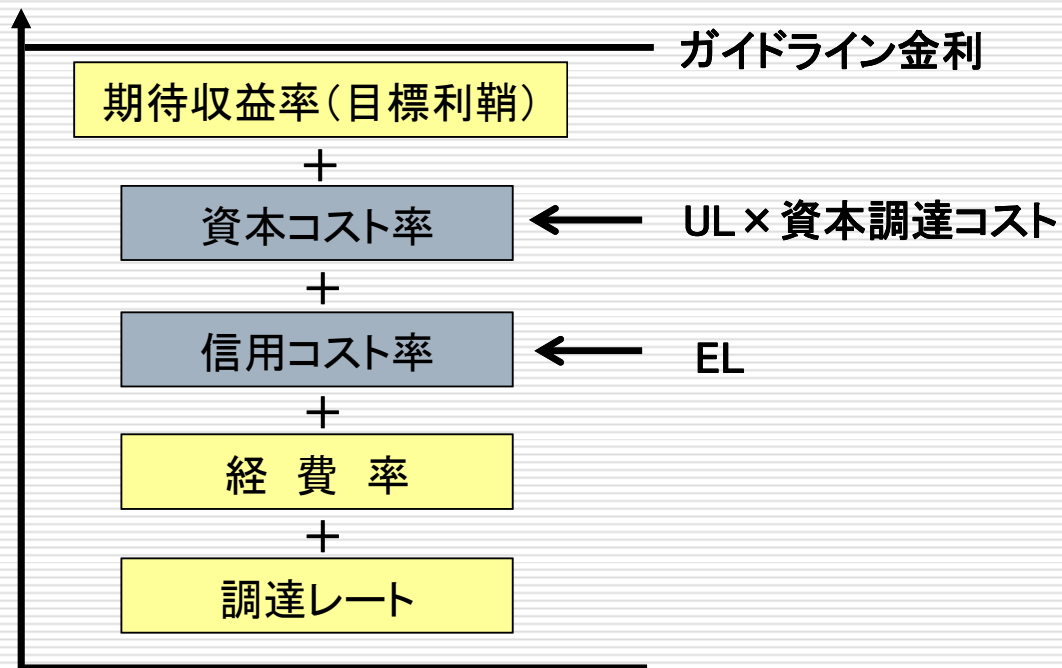 ガイドライン金利
期待収益率(目標利鞘)
+
資本コスト率
UL×資本調達コスト
+
信用コスト率
EL
+
経 費 率
+
調達レート